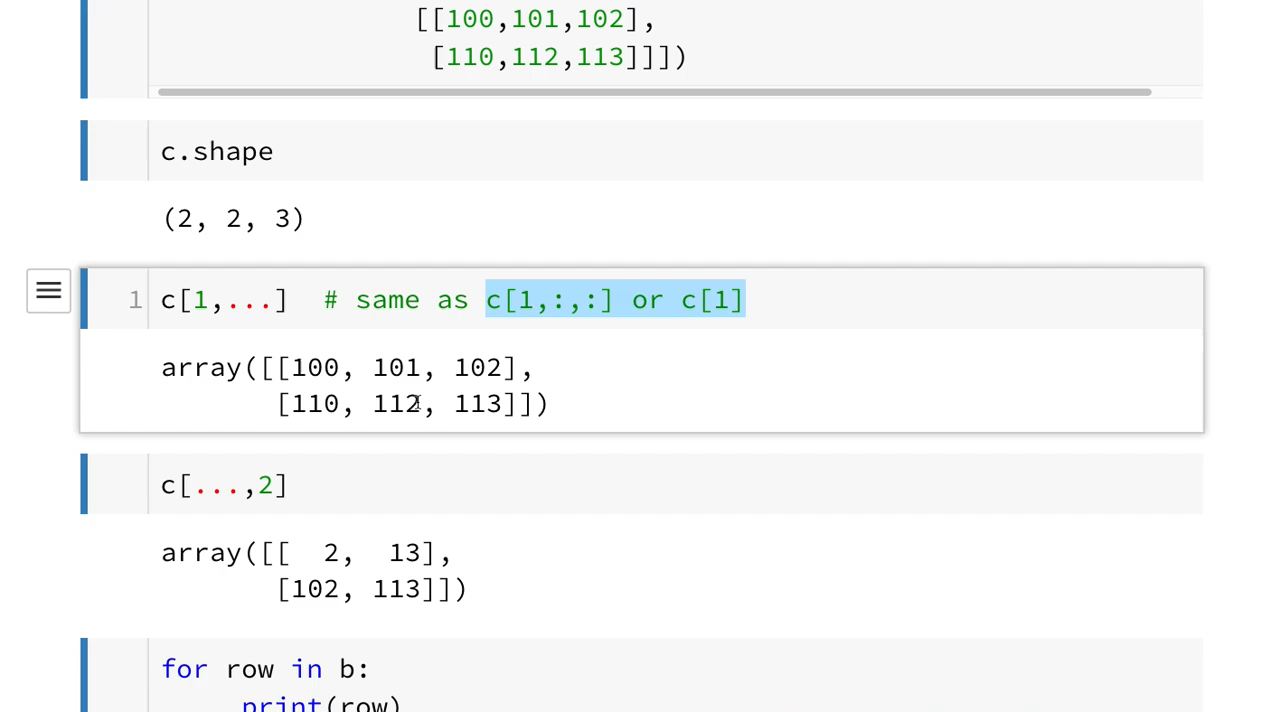 [[100,101,102],
[110,112,113]]])
c.shape
(2, 2, 3)
1 c[1,...]  # same as c[1,:,:] or c[1]
array([[100, 101, 102],
[110, 112, 113]])
c[...,2]
array([[  2,  13],
[102, 113]])
for row in b:
print(row)